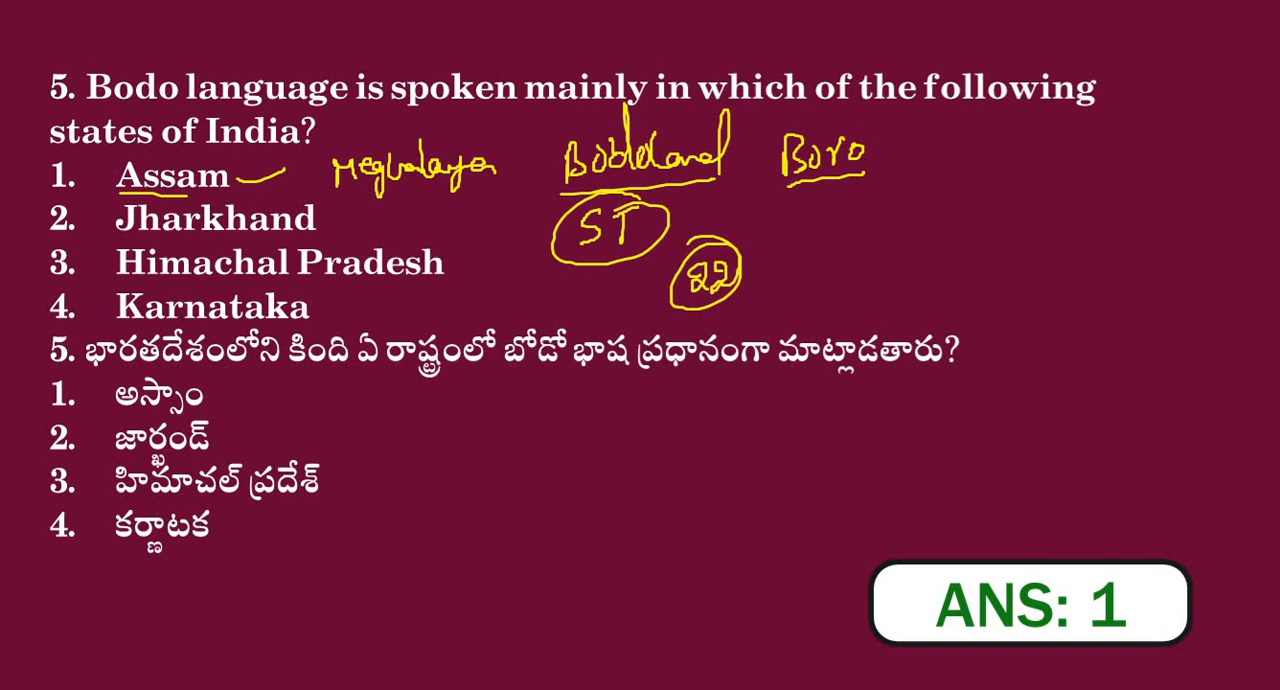 5. Bodo language is spoken mainly in which of the following
states of India?
1. Assam Meghalaya Bodoland Boro
2. Jharkhand ST
3. Himachal Pradesh 22
4. Karnataka
5. భారతదేశంలోని కింది ఏ రాష్ట్రంలో బోడో భాష ప్రధానంగా మాట్లాడతారు?
1. అస్సాం
2. జార్ఖండ్
3. హిమాచల్ ప్రదేశ్
4. కర్ణాటక
ANS: 1